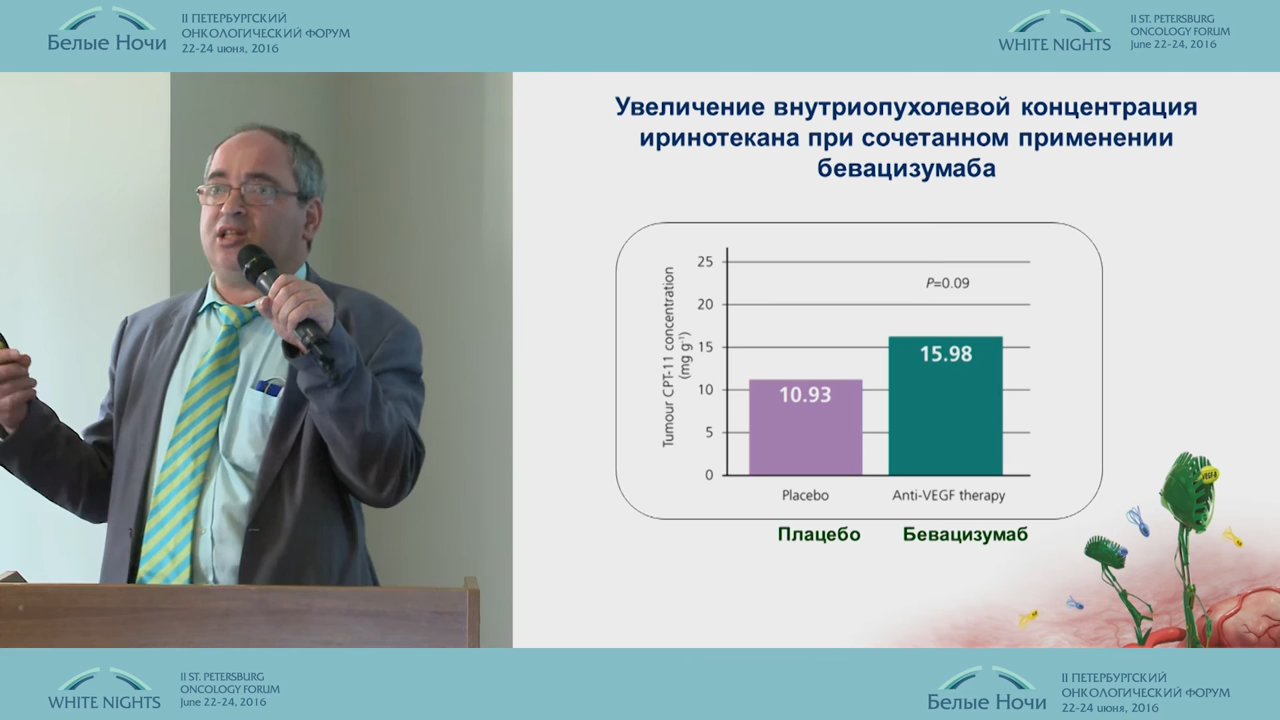 Белые Ночи
II ПЕТЕРБУРГСКИЙ
ОНКОЛОГИЧЕСКИЙ ФОРУМ
22-24 июня, 2016
WHITE NIGHTS
II ST. PETERSBURG
ONCOLOGY FORUM
June 22-24, 2016
Увеличение внутриопухолевой концентрация
иринотекана при сочетанном применении
бевацизумаба
Tumour CPT-11 concentration
(mg g⁻¹)
25
20
15
10
5
0
P=0.09
10.93
15.98
Placebo
Anti-VEGF therapy
Плацебо
Бевацизумаб
VEGF-B
WHITE NIGHTS
II ST. PETERSBURG
ONCOLOGY FORUM
June 22-24, 2016
Белые Ночи
II ПЕТЕРБУРГСКИЙ
ОНКОЛОГИЧЕСКИЙ ФОРУМ
22-24 июня, 2016